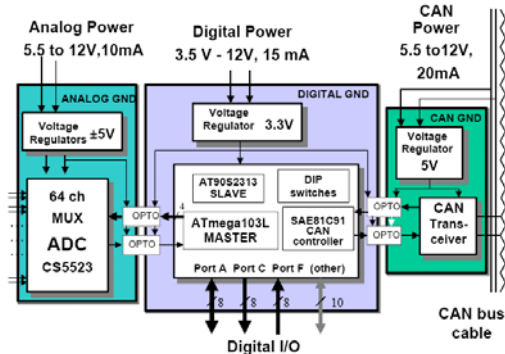 Analog Power
5.5 to 12V,10mA
Digital Power
3.5 V - 12V, 15 mA
CAN
Power
5.5 to12V,
20mA
ANALOG GND
Voltage
Regulators ±5V
DIGITAL GND
Voltage
Regulator 3.3V
CAN GND
Voltage
Regulator
5V
64 ch
MUX
ADC
CS5523
OPTO
4
OPTO
AT90S2313
SLAVE
DIP
switches
ATmega103L
MASTER
SAE81C91
CAN
controller
OPTO
OPTO
CAN
Trans-
ceiver
Port A Port C Port F (other)
8 8 8 10
Digital I/O
CAN bus
cable